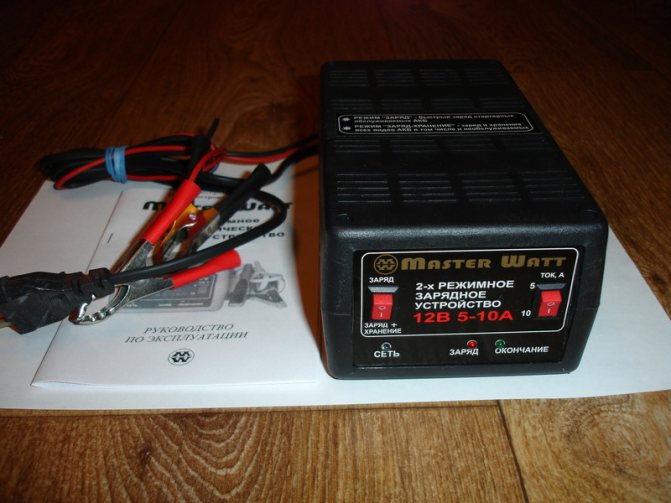 РЕЖИМ "ЗАРЯД" - быстрый заряд стартерных
обслуживаемых АКБ
РЕЖИМ "ЗАРЯД-ХРАНЕНИЕ" - заряд и хранение
всех видов АКБ в том числе и необслуживаемых
MASTER WATT
ЗАРЯД
2-х РЕЖИМНОЕ
ЗАРЯДНОЕ
УСТРОЙСТВО
12В 5-10А
ТОК, А
5
10
ЗАРЯД +
ХРАНЕНИЕ
СЕТЬ
ЗАРЯД
ОКОНЧАНИЕ
MASTER WATT
РУКОВОДСТВО
ПО ЭКСПЛУАТАЦИИ